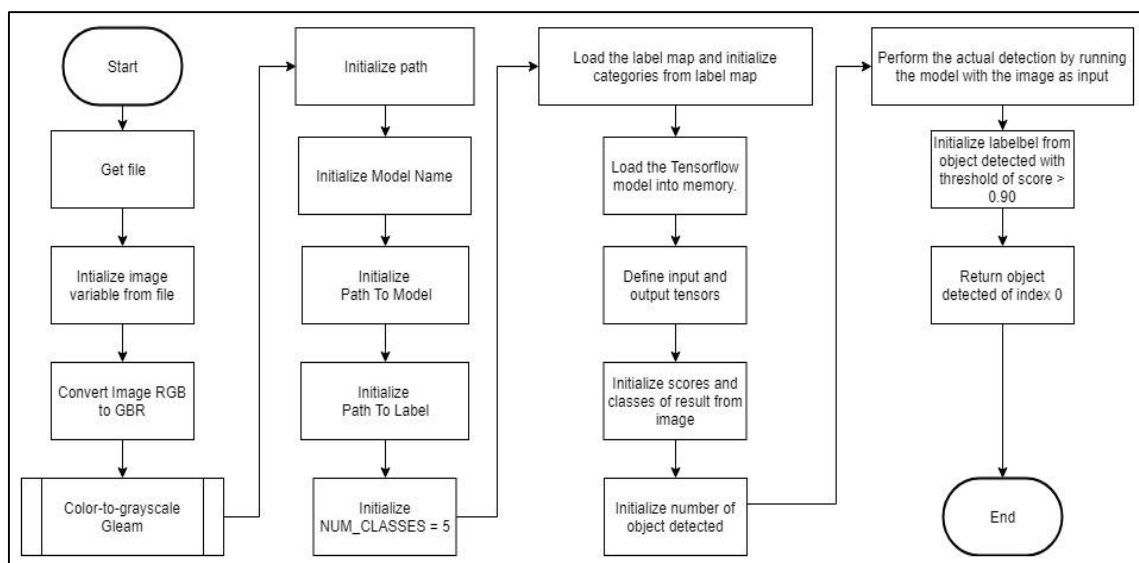 Start
Get file
Intialize image
variable from file
Convert Image RGB
to GBR
Color-to-grayscale
Gleam
Initialize path
Initialize Model Name
Initialize
Path To Model
Initialize
Path To Label
Initialize
NUM_CLASSES = 5
Load the label map and initialize
categories from label map
Load the Tensorflow
model into memory.
Define input and
output tensors
Initialize scores and
classes of result from
image
Initialize number of
object detected
Perform the actual detection by running
the model with the image as input
Initialize labelbel from
object detected with
threshold of score >
0.90
Return object
detected of index 0
End